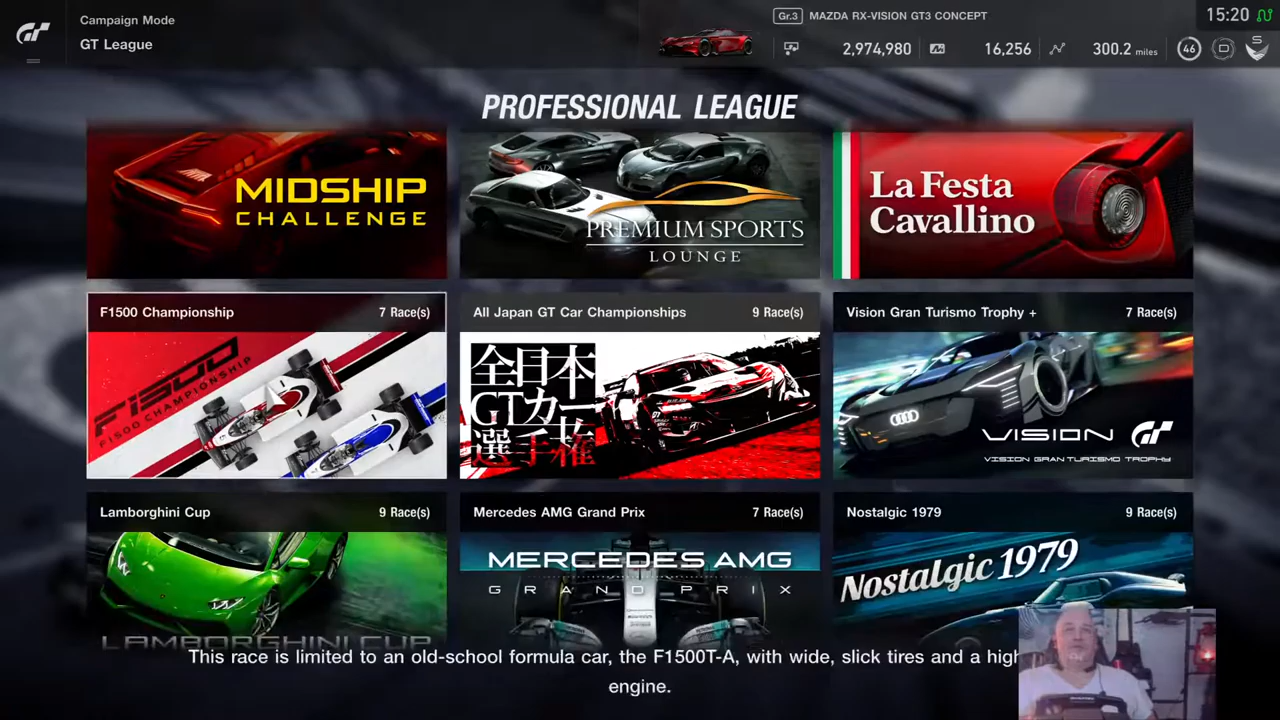 Campaign Mode
GT League
Gr.3 MAZDA RX-VISION GT3 CONCEPT
2,974,980 16,256 300.2 miles 46 D S
15:20
PROFESSIONAL LEAGUE
MIDSHIP
CHALLENGE
PREMIUM SPORTS
LOUNGE
La Festa
Cavallino
F1500 Championship 7 Race(s)
F1500
F1500 CHAMPIONSHIP
All Japan GT Car Championships 9 Race(s)
全日本
GTカー
選手権
Vision Gran Turismo Trophy + 7 Race(s)
VISION GT
VISION GRAN TURISMO TROPHY
Lamborghini Cup 9 Race(s)
LAMBORGHINI CUP
Mercedes AMG Grand Prix 7 Race(s)
MERCEDES AMG
GRAND PRIX
Nostalgic 1979 9 Race(s)
Nostalgic 1979
This race is limited to an old-school formula car, the F1500T-A, with wide, slick tires and a high
engine.